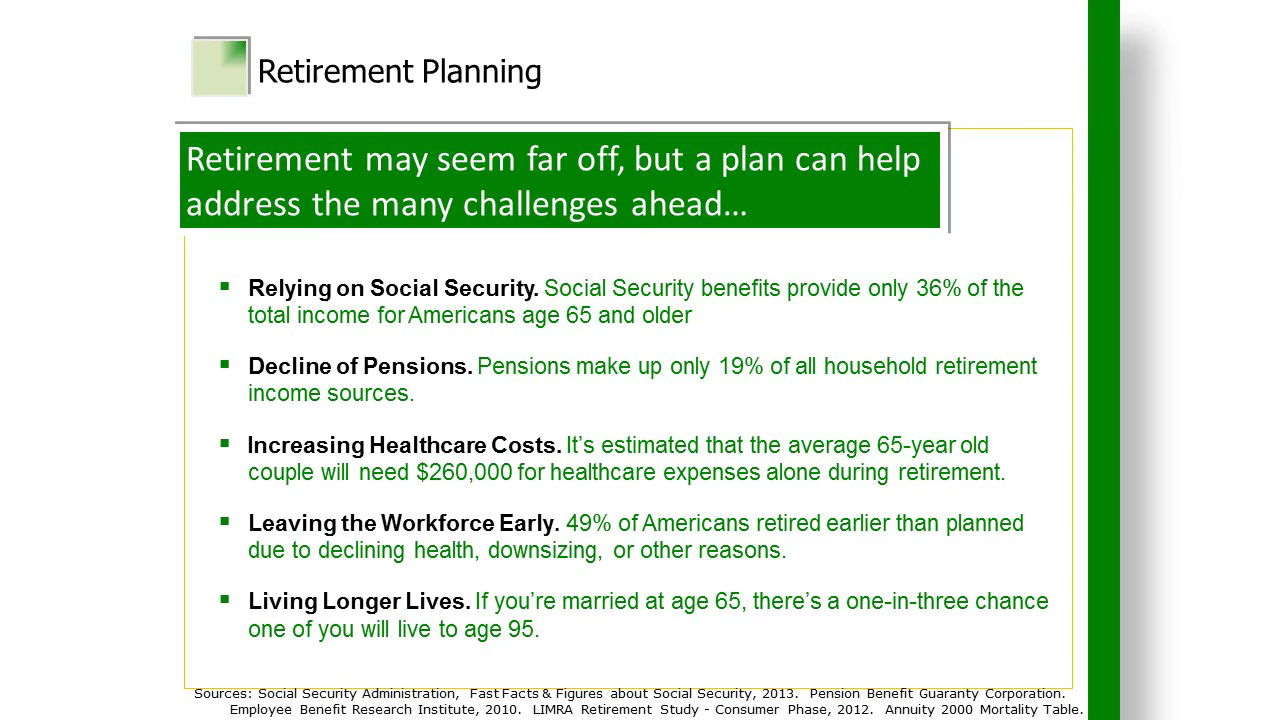 Retirement Planning
Retirement may seem far off, but a plan can help
address the many challenges ahead…
▪ Relying on Social Security. Social Security benefits provide only 36% of the
total income for Americans age 65 and older
▪ Decline of Pensions. Pensions make up only 19% of all household retirement
income sources.
▪ Increasing Healthcare Costs. It’s estimated that the average 65-year old
couple will need $260,000 for healthcare expenses alone during retirement.
▪ Leaving the Workforce Early. 49% of Americans retired earlier than planned
due to declining health, downsizing, or other reasons.
▪ Living Longer Lives. If you’re married at age 65, there’s a one-in-three chance
one of you will live to age 95.
Sources: Social Security Administration, Fast Facts & Figures about Social Security, 2013. Pension Benefit Guaranty Corporation.
Employee Benefit Research Institute, 2010. LIMRA Retirement Study - Consumer Phase, 2012. Annuity 2000 Mortality Table.